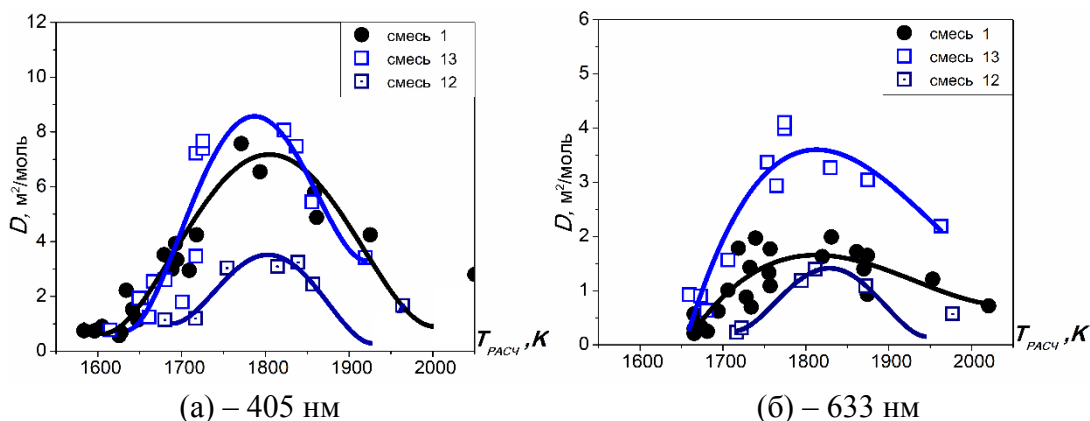 12
10
8
6
4
2
0
D, м²/моль
смесь 1
смесь 13
смесь 12
1600 1700 1800 1900 2000
T_РАСЧ ,К
(а) – 405 нм
6
5
4
3
2
1
0
D, м²/моль
смесь 1
смесь 13
смесь 12
1600 1700 1800 1900 2000
T_РАСЧ ,К
(б) – 633 нм